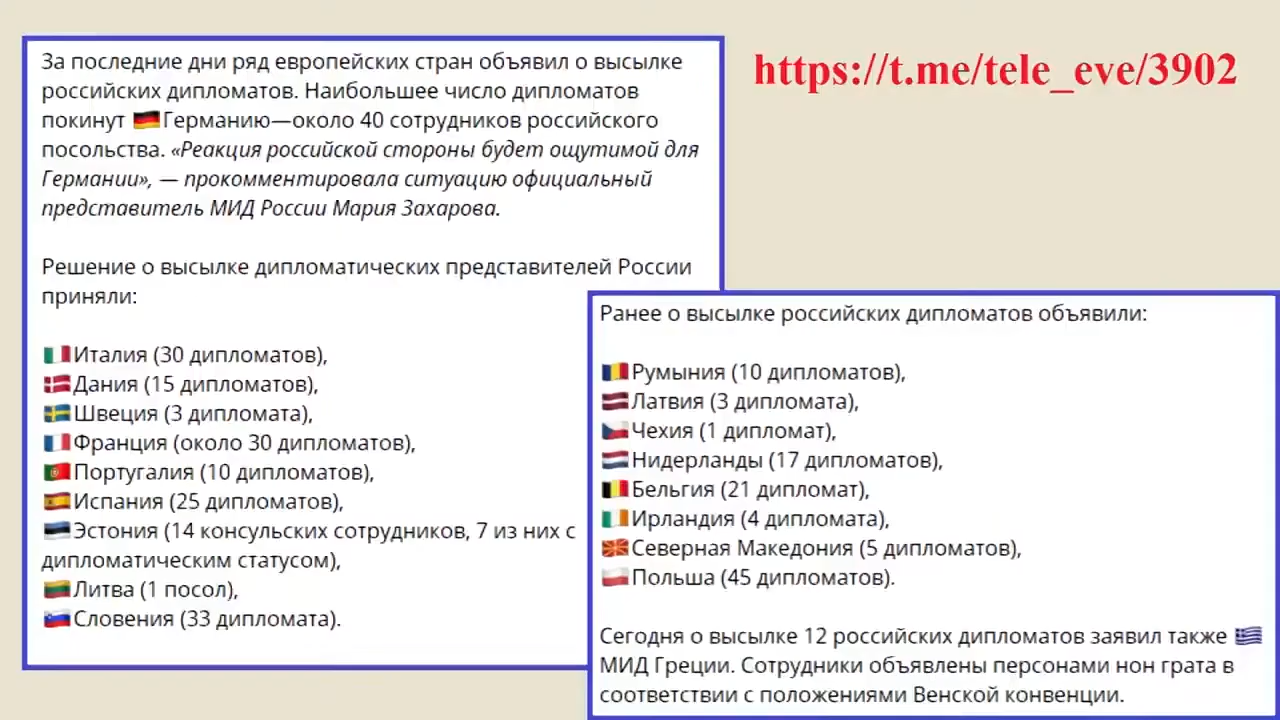 За последние дни ряд европейских стран объявил о высылке
российских дипломатов. Наибольшее число дипломатов
покинут 🇩🇪Германию—около 40 сотрудников российского
посольства. «Реакция российской стороны будет ощутимой для
Германии», — прокомментировала ситуацию официальный
представитель МИД России Мария Захарова.
Решение о высылке дипломатических представителей России
приняли:
🇮🇹Италия (30 дипломатов),
🇩🇰Дания (15 дипломатов),
🇸🇪Швеция (3 дипломата),
🇫🇷Франция (около 30 дипломатов),
🇵🇹Португалия (10 дипломатов),
🇪🇸Испания (25 дипломатов),
🇪🇪Эстония (14 консульских сотрудников, 7 из них с
дипломатическим статусом),
🇱🇹Литва (1 посол),
🇸🇮Словения (33 дипломата).
https://t.me/tele_eve/3902
Ранее о высылке российских дипломатов объявили:
🇷🇴Румыния (10 дипломатов),
🇱🇻Латвия (3 дипломата),
🇨🇿Чехия (1 дипломат),
🇳🇱Нидерланды (17 дипломатов),
🇧🇪Бельгия (21 дипломат),
🇮🇪Ирландия (4 дипломата),
🇲🇰Северная Македония (5 дипломатов),
🇵🇱Польша (45 дипломатов).
Сегодня о высылке 12 российских дипломатов заявил также 🇬🇷
МИД Греции. Сотрудники объявлены персонами нон грата в
соответствии с положениями Венской конвенции.